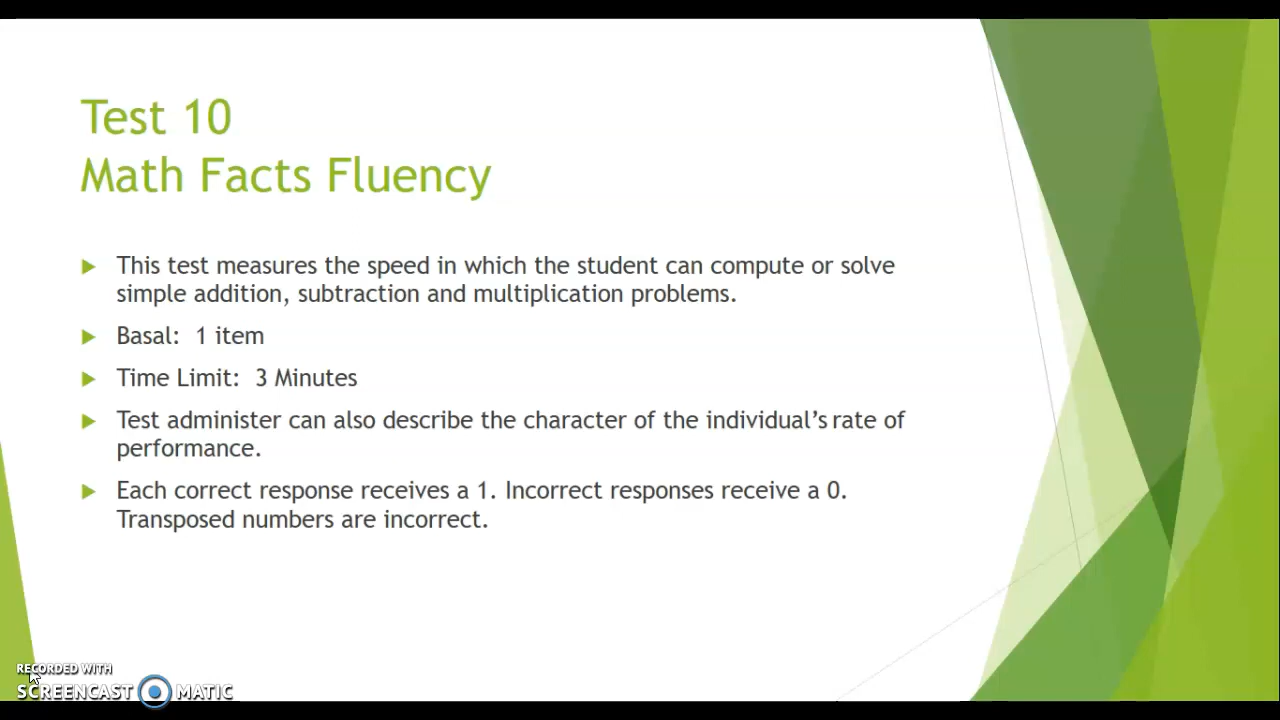 Test 10
Math Facts Fluency
This test measures the speed in which the student can compute or solve
simple addition, subtraction and multiplication problems.
Basal: 1 item
Time Limit: 3 Minutes
Test administer can also describe the character of the individual’s rate of
performance.
Each correct response receives a 1. Incorrect responses receive a 0.
Transposed numbers are incorrect.
RECORDED WITH
SCREENCAST MATIC